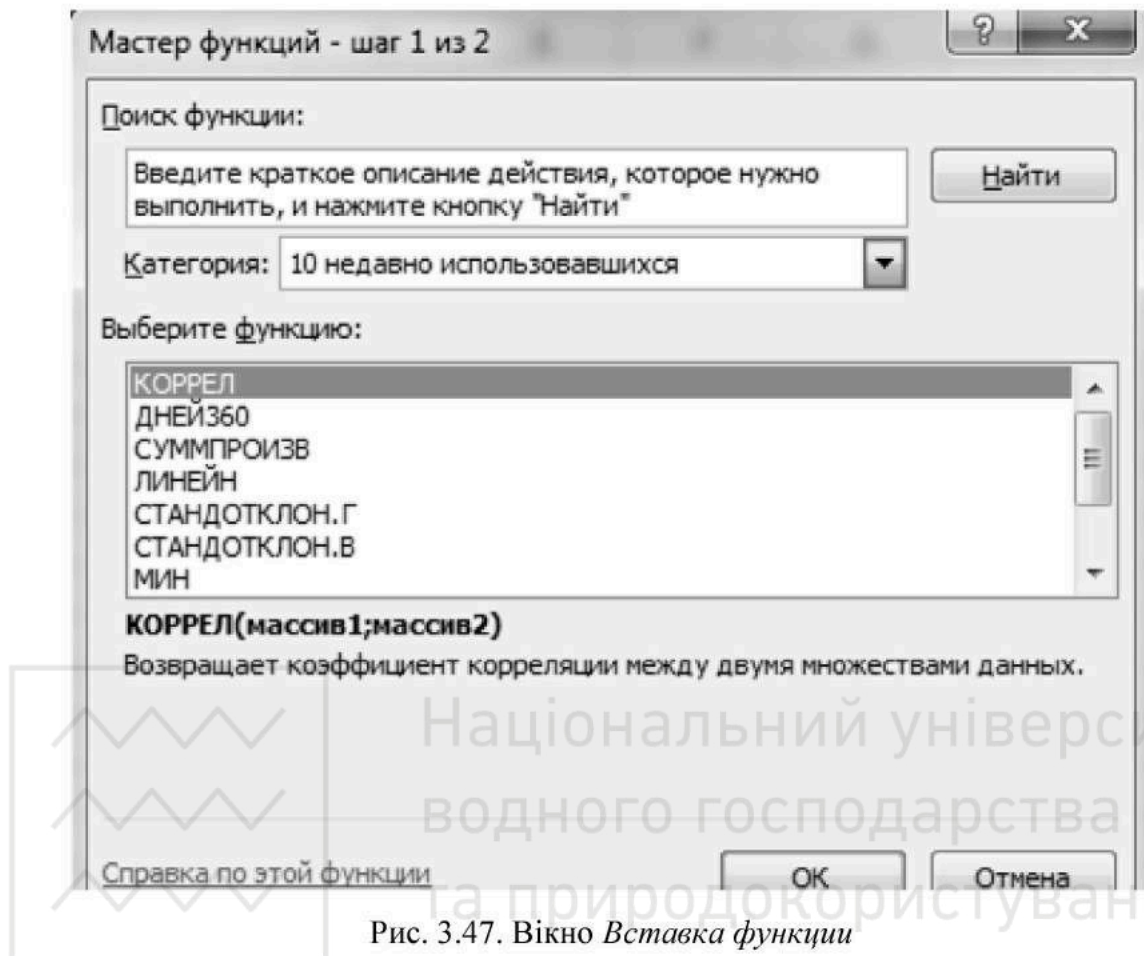 Мастер функций - шаг 1 из 2
Поиск функции:
Введите краткое описание действия, которое нужно
выполнить, и нажмите кнопку "Найти"
Найти
Категория: 10 недавно использовавшихся
Выберите функцию:
КОРРЕЛ
ДНЕЙ360
СУММПРОИЗВ
ЛИНЕЙН
СТАНДОТКЛОН.Г
СТАНДОТКЛОН.В
МИН
КОРРЕЛ(массив1;массив2)
Возвращает коэффициент корреляции между двумя множествами данных.
Національний универси
водного господарства
Справка по этой функции
ОК
Отмена
та природокористуван
Рис. 3.47. Вікно Вставка функции